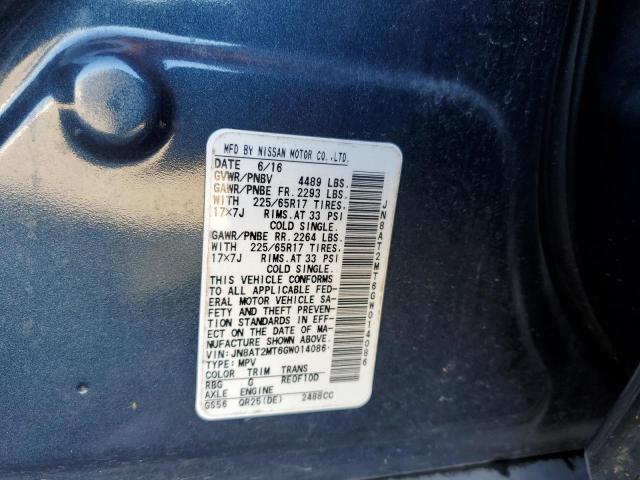 MFD BY NISSAN MOTOR CO.,LTD.
DATE 6/16
GVWR/PNBV 4489 LBS.
GAWR/PNBE FR. 2293 LBS.
WITH 225/65R17 TIRES,
17×7J RIMS.AT 33 PSI
COLD SINGLE.
GAWR/PNBE RR. 2264 LBS.
WITH 225/65R17 TIRES,
17×7J RIMS.AT 33 PSI
COLD SINGLE.
THIS VEHICLE CONFORMS
TO ALL APPLICABLE FED-
ERAL MOTOR VEHICLE SA-
FETY AND THEFT PREVENTI-
ON STANDARDS IN EFF-
ECT ON THE DATE OF MA-
NUFACTURE SHOWN ABOVE.
VIN: JN8AT2MT6GW014086
TYPE: MPV
COLOR TRIM TRANS
RBG G RE0F10D
AXLE ENGINE
GS56 QR25(DE) 2488CC
JN8AT2MT6GW014086